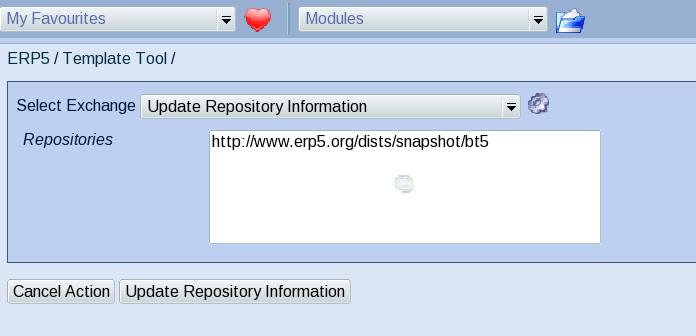 My Favourites
Modules
ERP5 / Template Tool /
Select Exchange Update Repository Information
Repositories
http://www.erp5.org/dists/snapshot/bt5
Cancel Action Update Repository Information